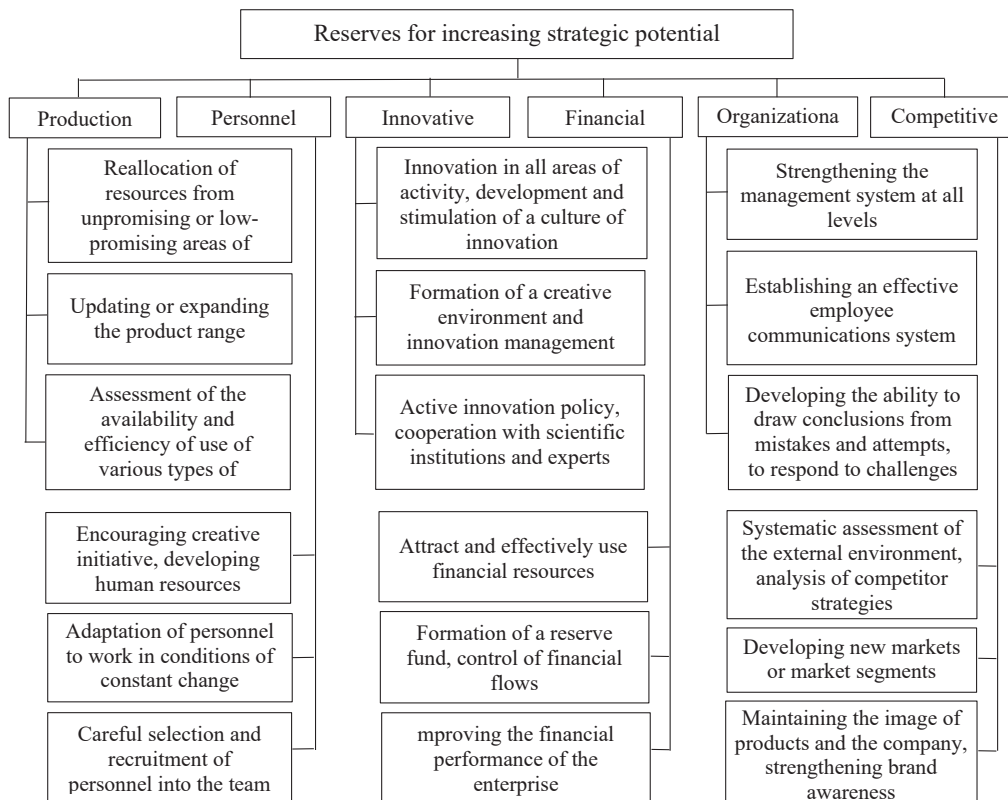 Reserves for increasing strategic potential
Production
Personnel
Innovative
Financial
Organizationa
Competitive
Reallocation of
resources from
unpromising or low-
promising areas of
Updating or expanding
the product range
Assessment of the
availability and
efficiency of use of
various types of
Encouraging creative
initiative, developing
human resources
Adaptation of personnel
to work in conditions of
constant change
Careful selection and
recruitment of
personnel into the team
Innovation in all areas of
activity, development and
stimulation of a culture of
innovation
Formation of a creative
environment and
innovation management
Active innovation policy,
cooperation with scientific
institutions and experts
Attract and effectively use
financial resources
Formation of a reserve
fund, control of financial
flows
mproving the financial
performance of the
enterprise
Strengthening the
management system at all
levels
Establishing an effective
employee
communications system
Developing the ability to
draw conclusions from
mistakes and attempts,
to respond to challenges
Systematic assessment of
the external environment,
analysis of competitor
strategies
Developing new markets
or market segments
Maintaining the image of
products and the company,
strengthening brand
awareness